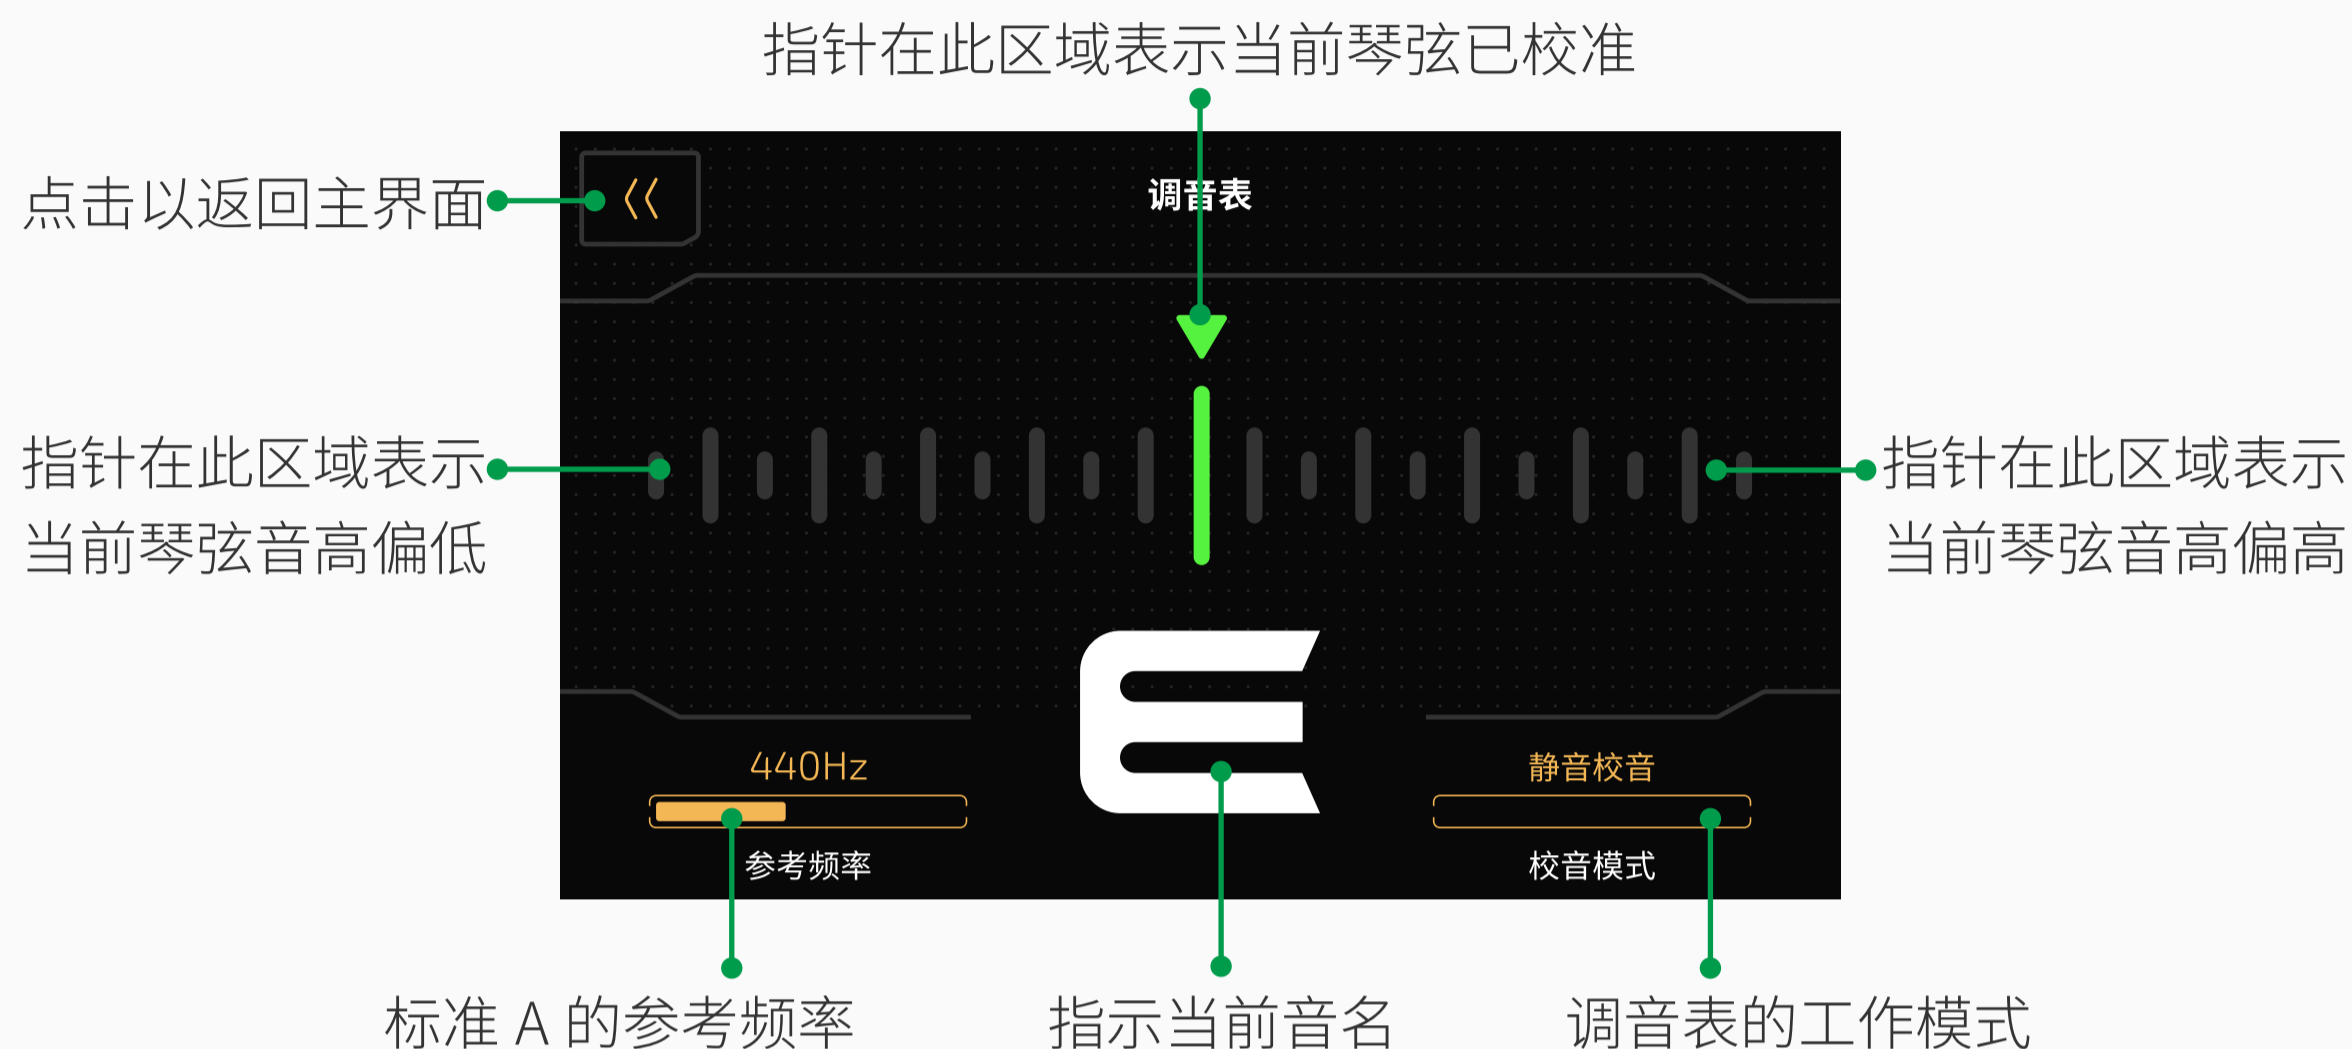 指针在此区域表示当前琴弦已校准
点击以返回主界面
调音表
指针在此区域表示
当前琴弦音高偏低
指针在此区域表示
当前琴弦音高偏高
E
440Hz
参考频率
静音校音
校音模式
标准 A 的参考频率
指示当前音名
调音表的工作模式